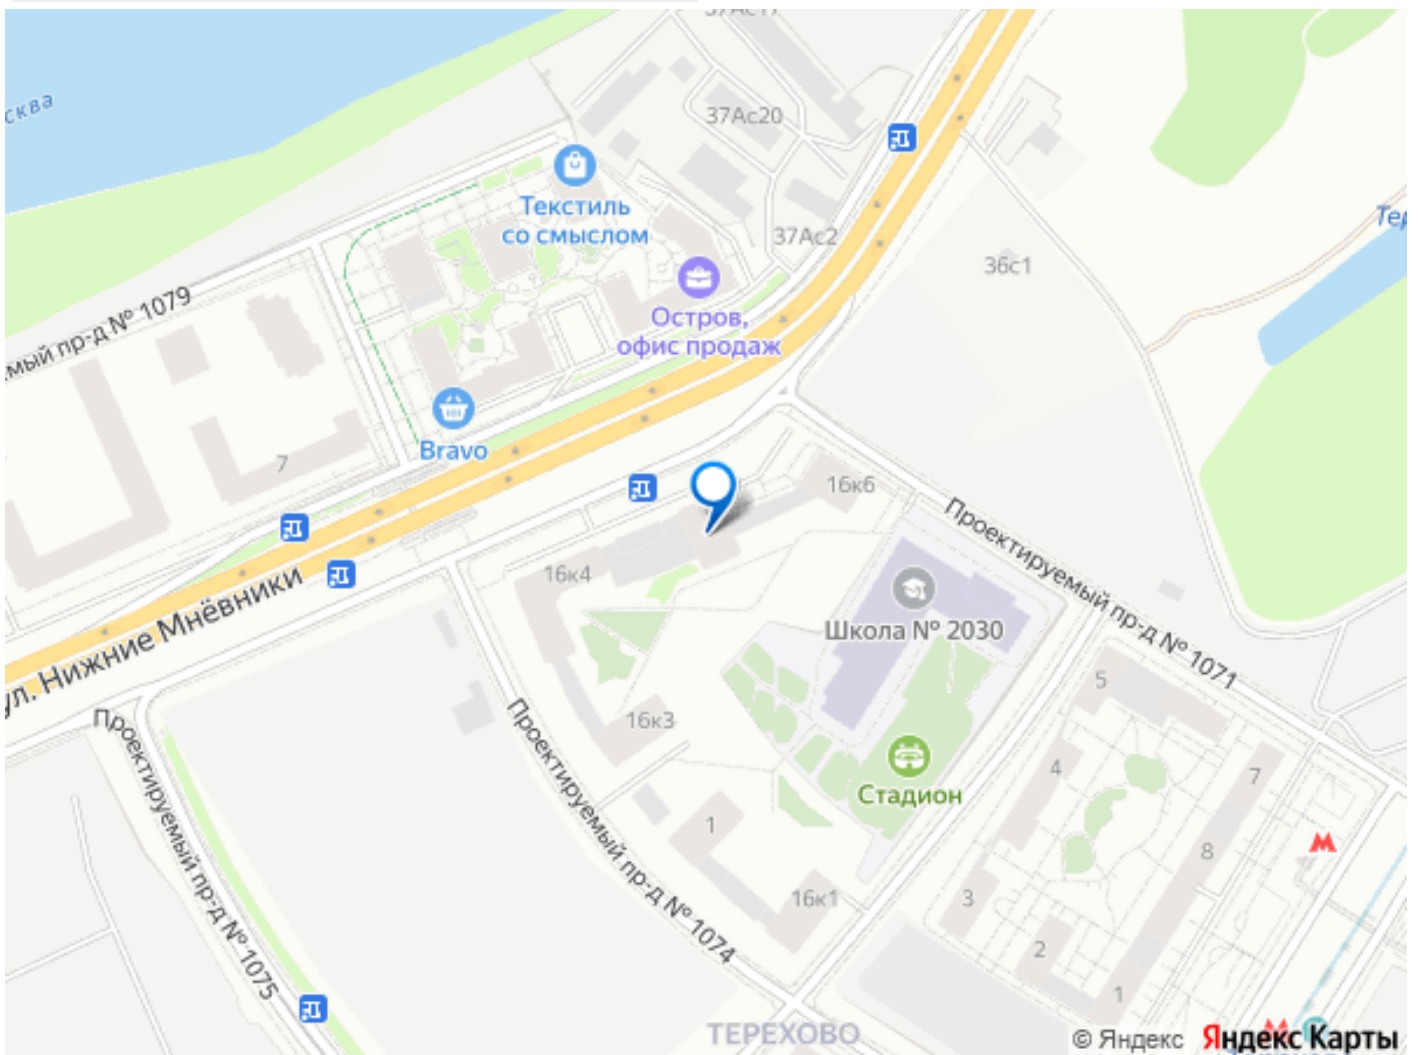 37Ас20
Текстиль
со смыслом
37Ас2
36с1
Остров,
офис продаж
пр-д № 1079
Bravo
7
16к6
16к4
ул. Нижние Мнёвники
Проектируемый пр-д № 1071
Школа № 2030
5
16к3
4
7
Стадион
Проектируемый пр-д № 1075
Проектируемый пр-д № 1074
1
8
16к1
3
2
1
ТЕРЕХОВО
© Яндекс Яндекс Карты